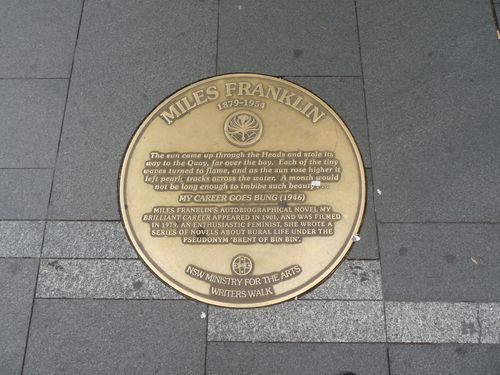 MILES FRANKLIN
1879-1954
The sun came up through the Heads and stole its
way to the Quay, far over the bay. Each of the tiny
waves turned to flame, and as the sun rose higher it
left pearly tracks across the water. A month would
not be long enough to imbibe such beauty . . .
MY CAREER GOES BUNG (1946)
MILES FRANKLIN'S AUTOBIOGRAPHICAL NOVEL MY
BRILLIANT CAREER APPEARED IN 1901, AND WAS FILMED
IN 1979. AN ENTHUSIASTIC FEMINIST, SHE WROTE A
SERIES OF NOVELS ABOUT RURAL LIFE UNDER THE
PSEUDONYM 'BRENT OF BIN BIN'.
NSW MINISTRY FOR THE ARTS
WRITERS WALK